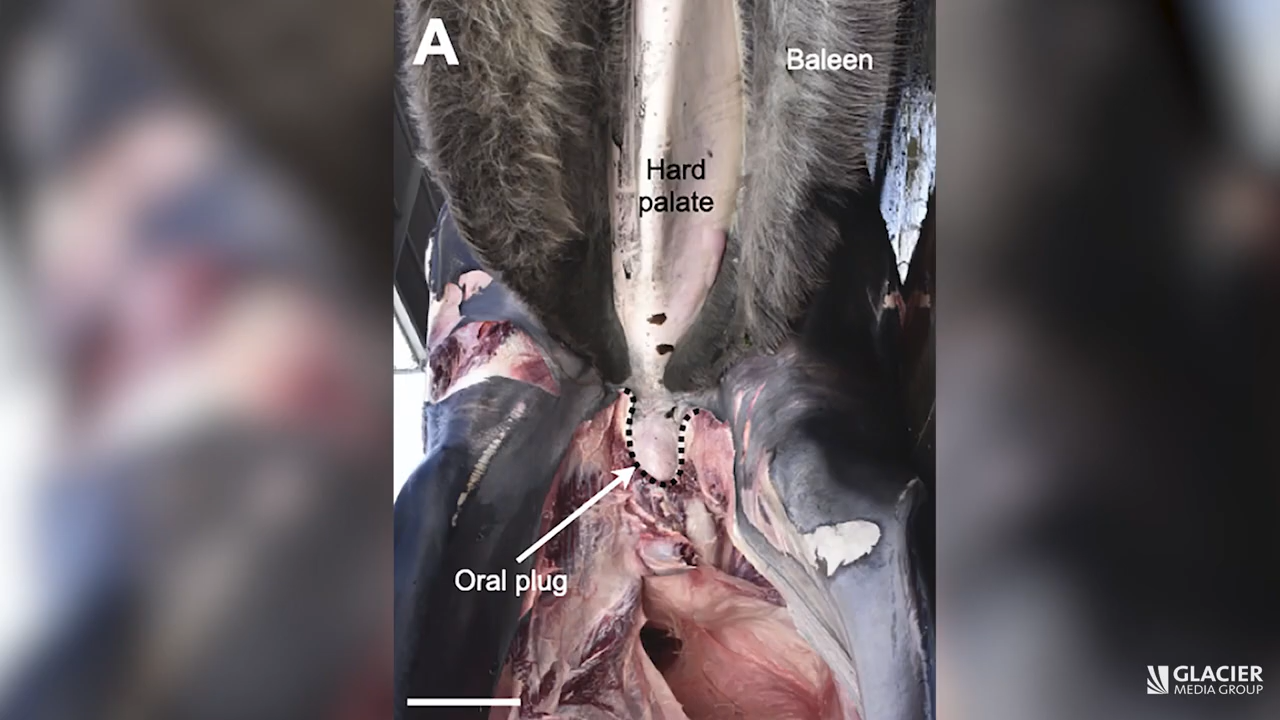 A
Baleen
Hard
palate
Oral plug
GLACIER
MEDIA GROUP